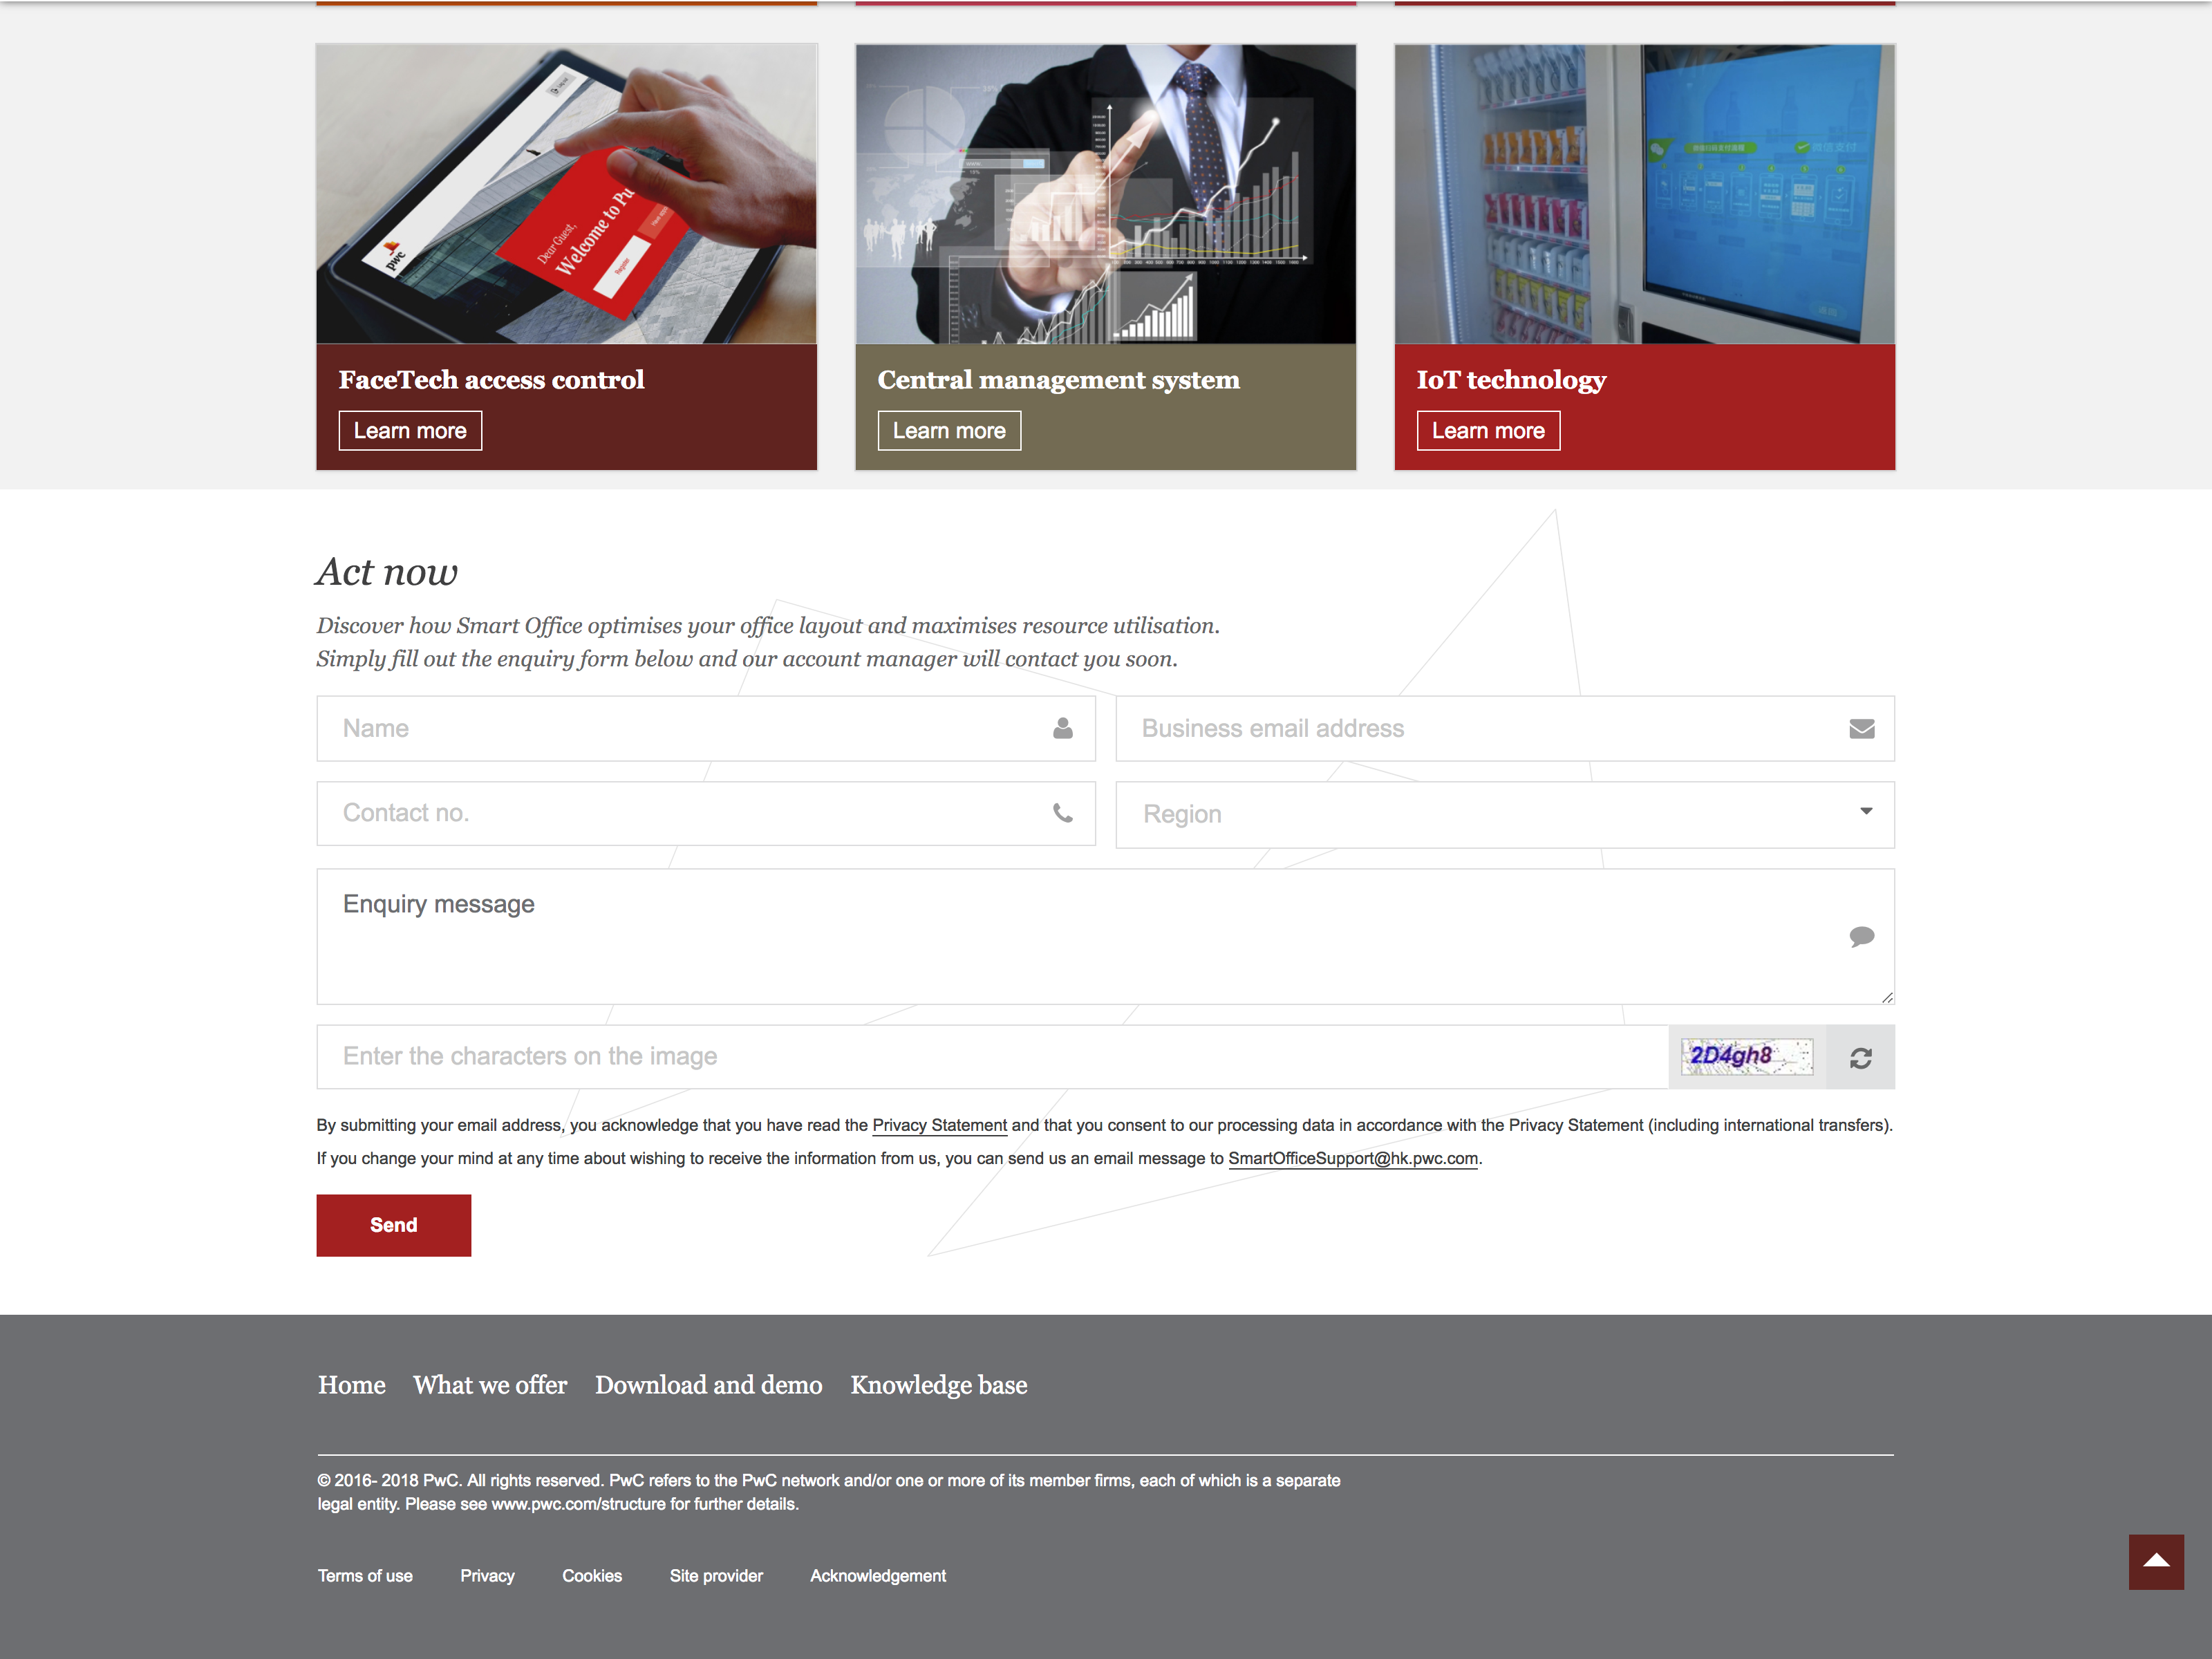 pwc
Dear Guest,
Welcome to Pw
Register
33%
www.
微信支付
FaceTech access control
Learn more
Central management system
Learn more
IoT technology
Learn more
Act now
Discover how Smart Office optimises your office layout and maximises resource utilisation.
Simply fill out the enquiry form below and our account manager will contact you soon.
Name
Business email address
Contact no.
Region
Enquiry message
Enter the characters on the image
2D4gh8
By submitting your email address, you acknowledge that you have read the Privacy Statement and that you consent to our processing data in accordance with the Privacy Statement (including international transfers).
If you change your mind at any time about wishing to receive the information from us, you can send us an email message to SmartOfficeSupport@hk.pwc.com.
Send
Home What we offer Download and demo Knowledge base
© 2016- 2018 PwC. All rights reserved. PwC refers to the PwC network and/or one or more of its member firms, each of which is a separate
legal entity. Please see www.pwc.com/structure for further details.
Terms of use Privacy Cookies Site provider Acknowledgement